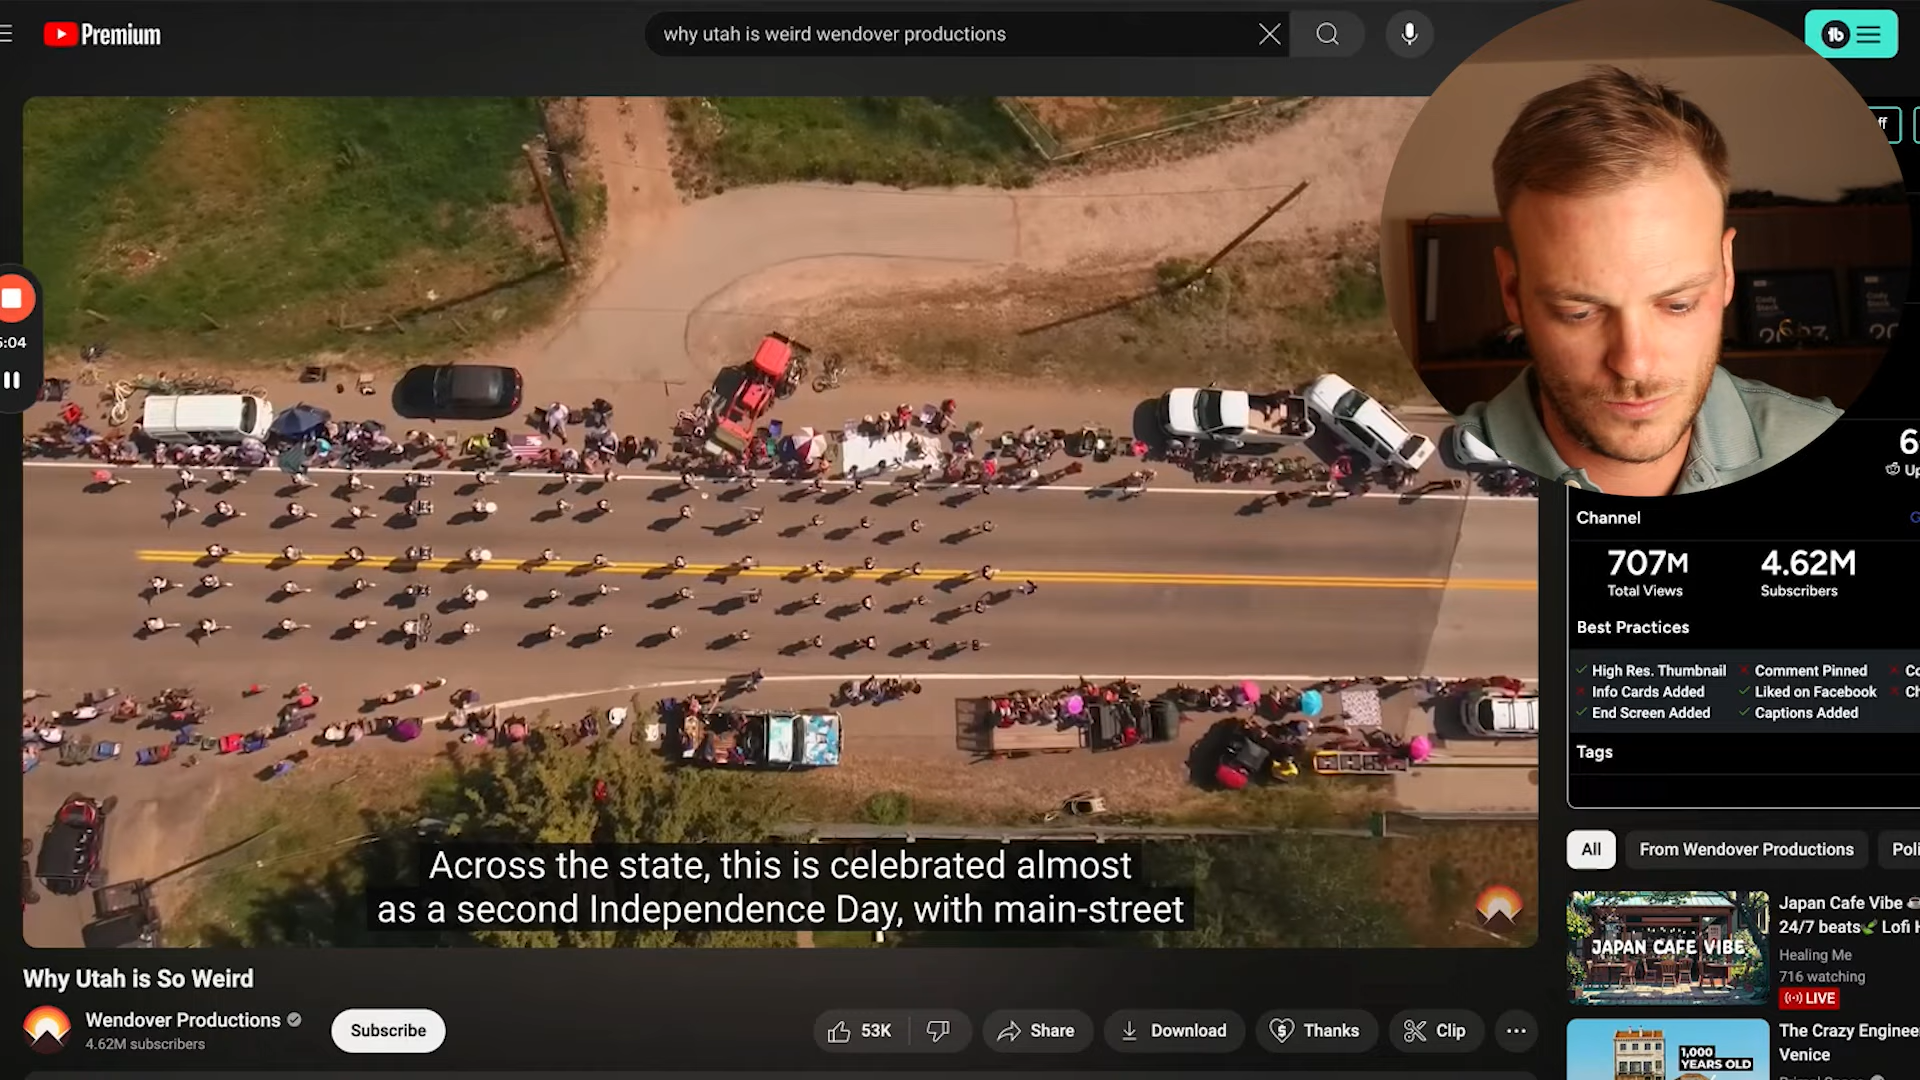 Premium
why utah is weird wendover productions
5:04
Channel
707M
Total Views
4.62M
Subscribers
Best Practices
High Res. Thumbnail
Comment Pinned
Info Cards Added
Liked on Facebook
End Screen Added
Captions Added
Tags
Across the state, this is celebrated almost
as a second Independence Day, with main-street
All
From Wendover Productions
JAPAN CAFE VIBE
Japan Cafe Vibe
24/7 beats Lofi
Healing Me
716 watching
LIVE
Why Utah is So Weird
Wendover Productions
4.62M subscribers
Subscribe
53K
Share
Download
Thanks
Clip
1,000
YEARS OLD
The Crazy Enginee
Venice